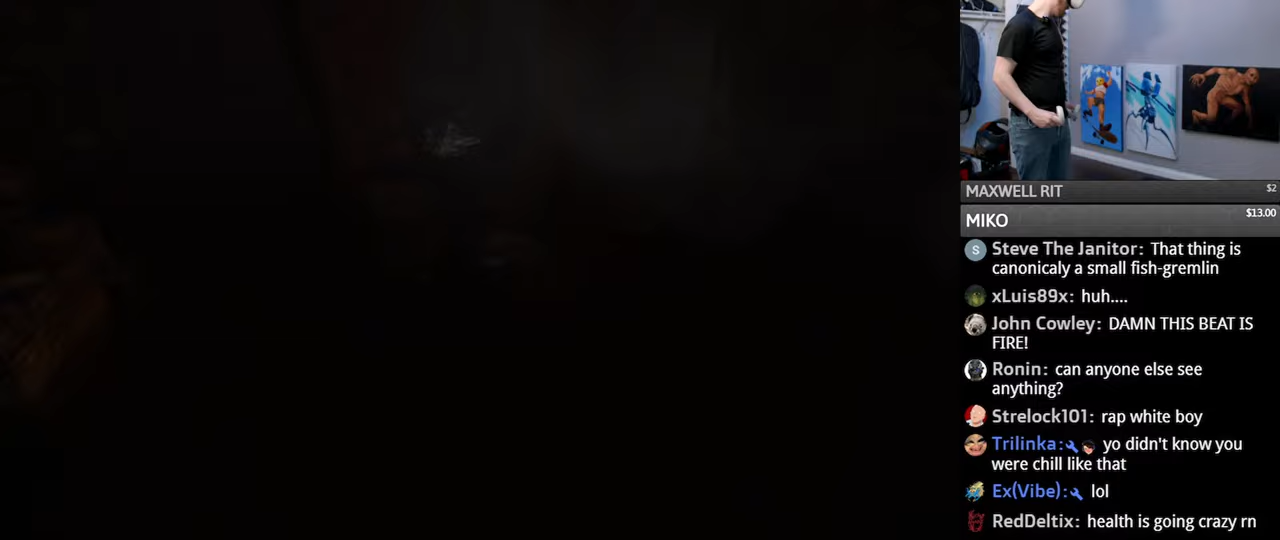 MAXWELL RIT $2
MIKO $13.00
S Steve The Janitor: That thing is
canonicaly a small fish-gremlin
xLuis89x: huh....
John Cowley: DAMN THIS BEAT IS
FIRE!
Ronin: can anyone else see
anything?
Strelock101: rap white boy
Trilinka: yo didn't know you
were chill like that
Ex(Vibe): lol
RedDeltix: health is going crazy rn